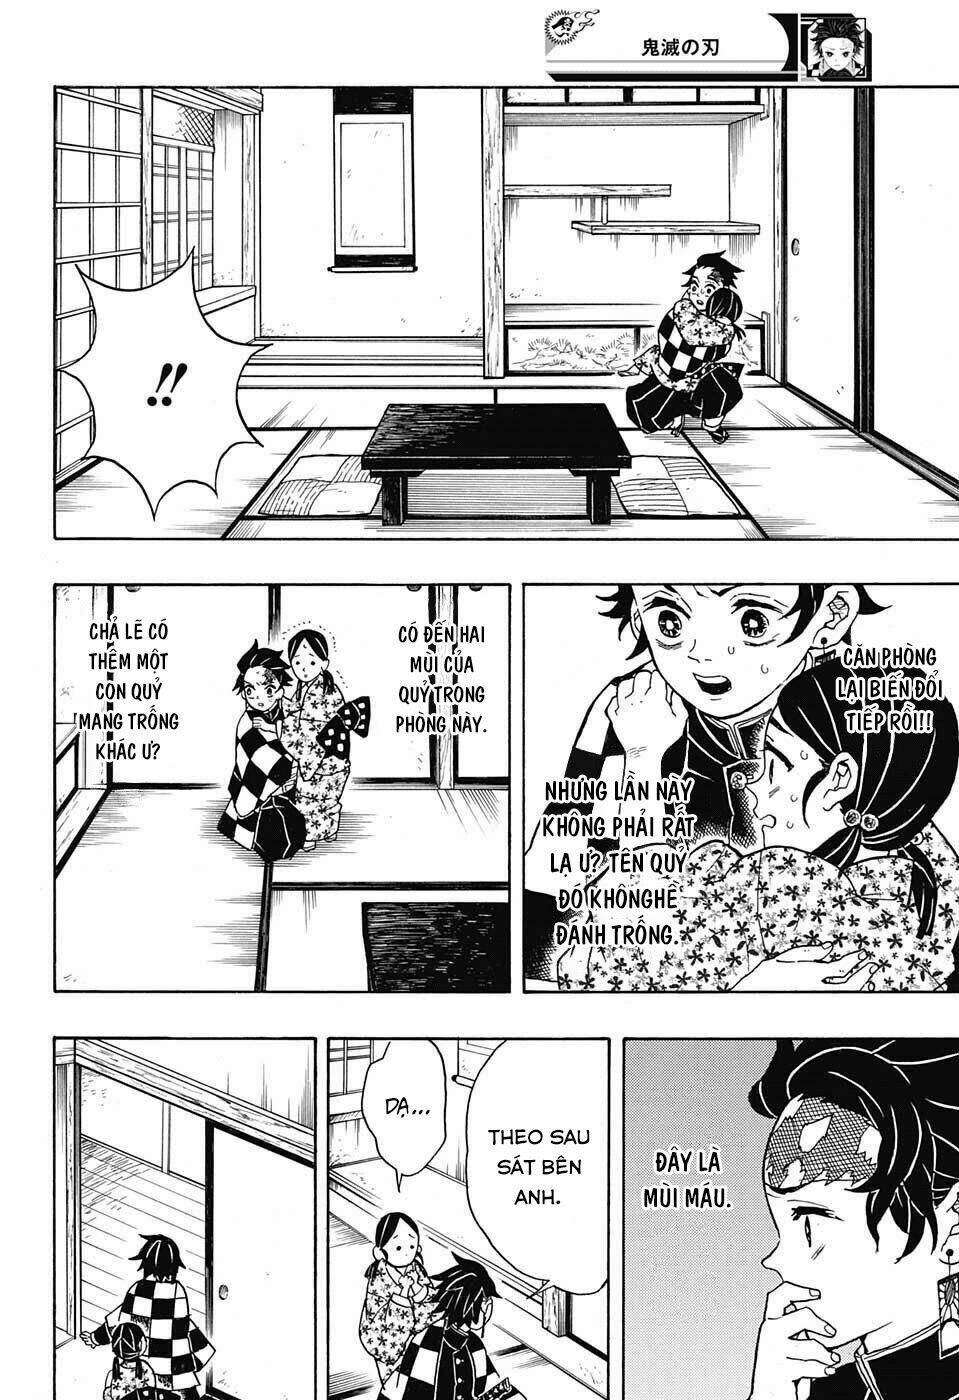 鬼滅の刃
!!
CĂN PHÒNG
LẠI BIẾN ĐỔI
TIẾP RỒI!!
NHƯNG LẦN NÀY
KHÔNG PHẢI RẤT
LẠ Ư? TÊN QUỶ
ĐÓ KHÔNGHỀ
ĐÁNH TRỐNG.
CÓ ĐẾN HAI
MÙI CỦA
QUỶ TRONG
PHÒNG NÀY.
CHẢ LẼ CÓ
THÊM MỘT
CON QUỶ
MANG TRỐNG
KHÁC Ư?
ĐÂY LÀ
MÙI MÁU.
THEO SAU
SÁT BÊN
ANH.
DẠ...